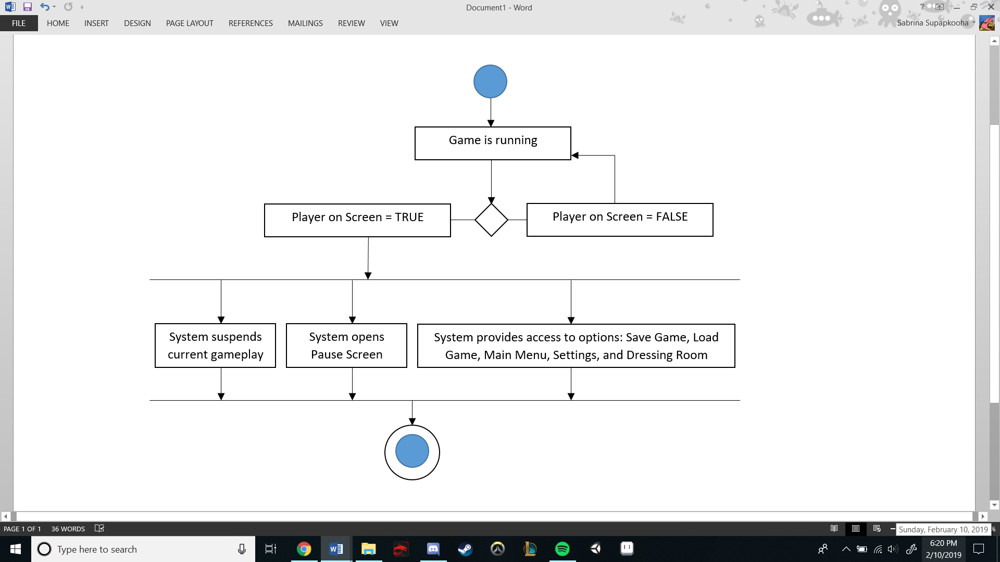 Document1 - Word
?
FILE HOME INSERT DESIGN PAGE LAYOUT REFERENCES MAILINGS REVIEW VIEW
Sabrina Supapkooha
Game is running
Player on Screen = TRUE
Player on Screen = FALSE
System suspends
current gameplay
System opens
Pause Screen
System provides access to options: Save Game, Load
Game, Main Menu, Settings, and Dressing Room
PAGE 1 OF 1 36 WORDS
Sunday, February 10, 2019
%
Type here to search
6:20 PM
2/10/2019